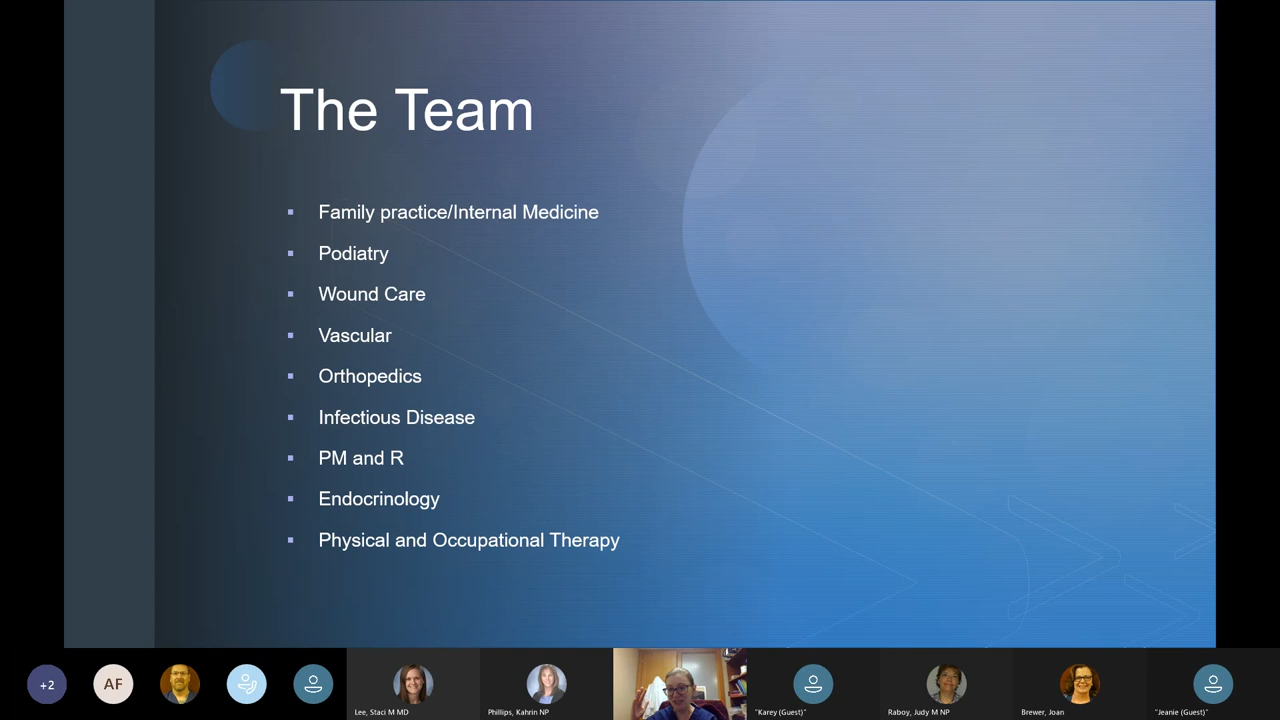 The Team
Family practice/Internal Medicine
Podiatry
Wound Care
Vascular
Orthopedics
Infectious Disease
PM and R
Endocrinology
Physical and Occupational Therapy
+2
AF
Lee, Staci M MD
Phillips, Kahrin NP
"Karey (Guest)"
Raboy, Judy M NP
Brewer, Joan
"Jeanie (Guest)"